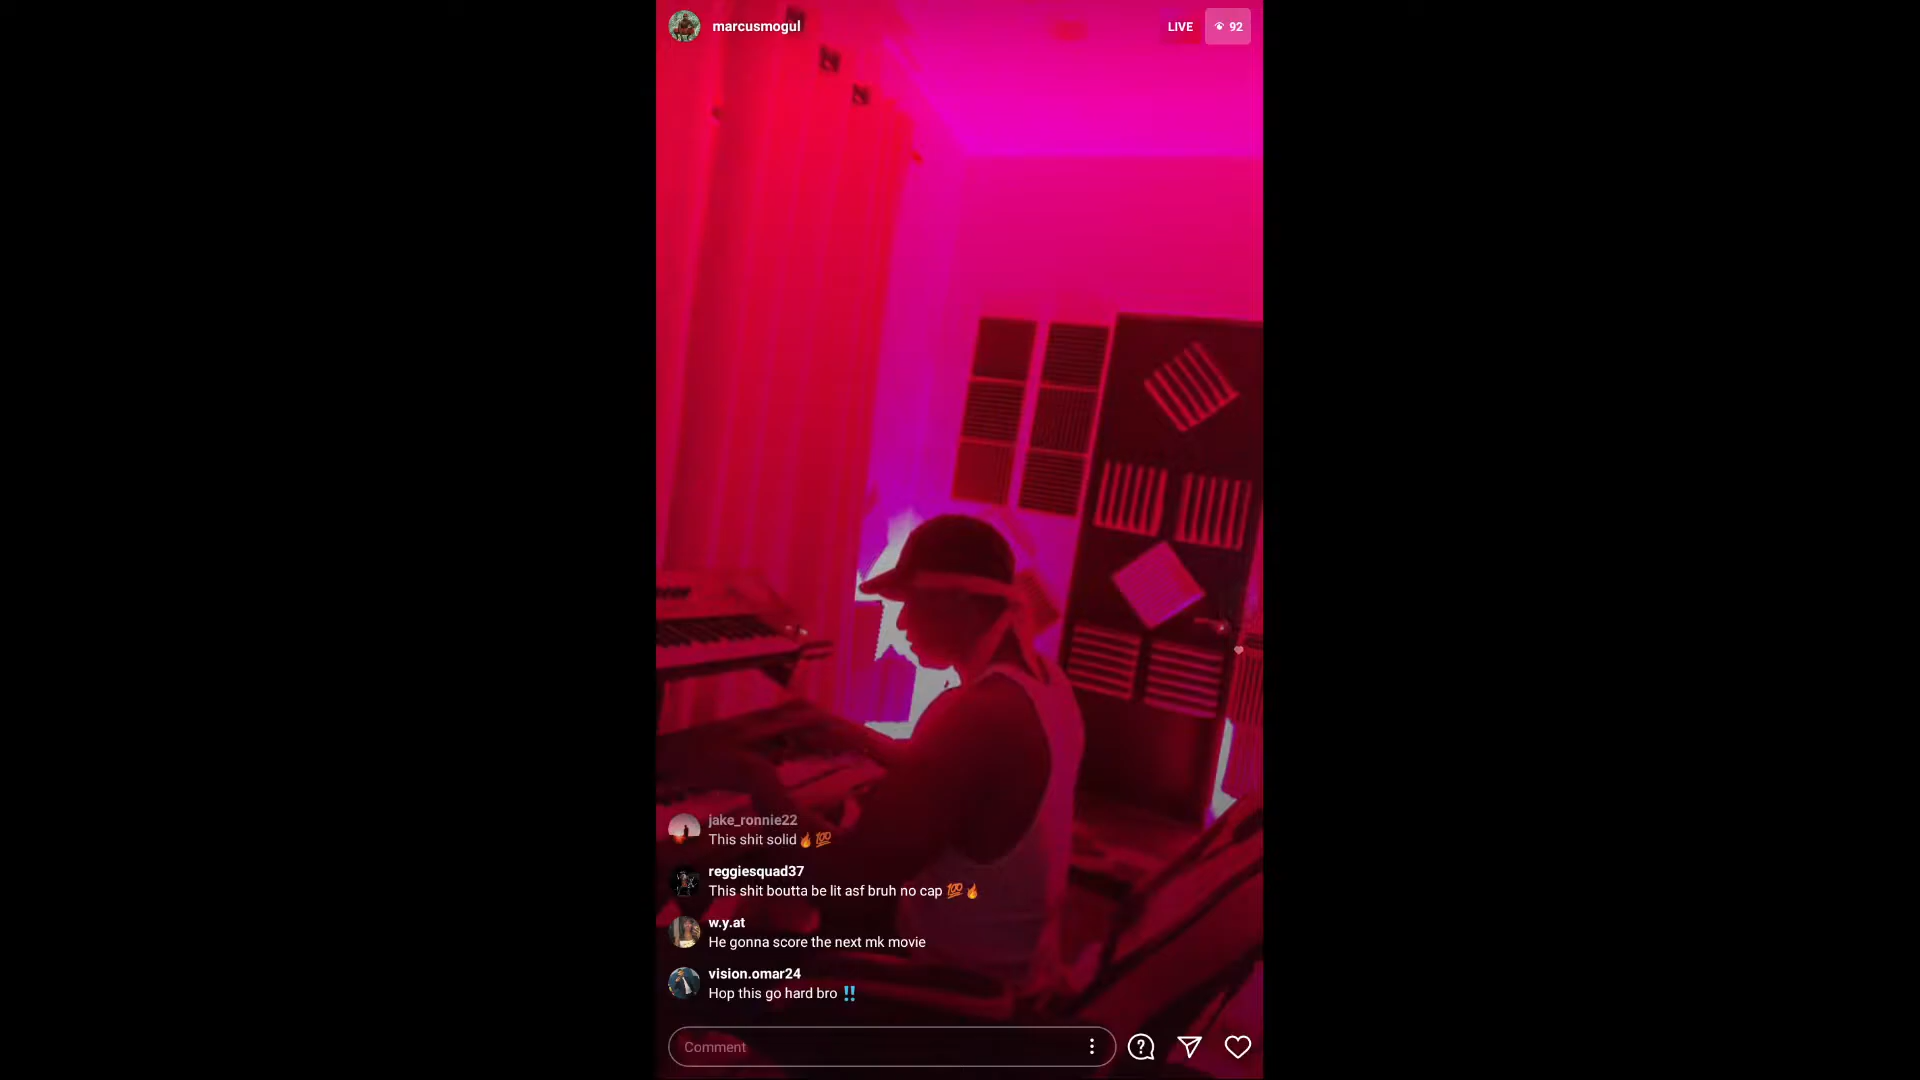 marcusmogul
LIVE 92
jake_ronnie22
This shit solid🔥💯
reggiesquad37
This shit boutta be lit asf bruh no cap 💯🔥
w.y.at
He gonna score the next mk movie
vision.omar24
Hop this go hard bro ‼️
Comment